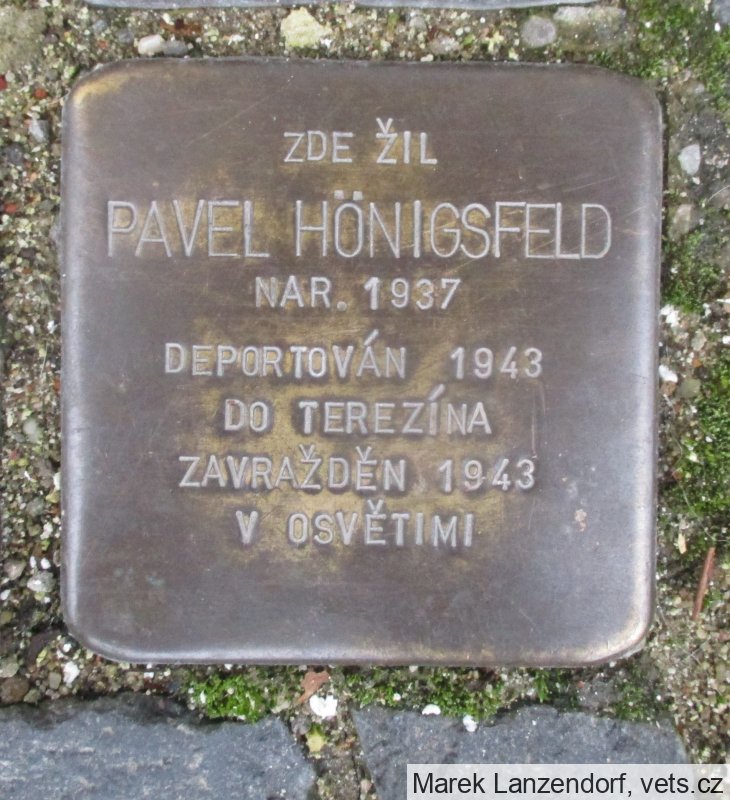 ZDE ŽIL
PAVEL HÖNIGSFELD
NAR. 1937
DEPORTOVÁN 1943
DO TEREZÍNA
ZAVRAŽDĚN 1943
V OSVĚTIMI
Marek Lanzendorf, vets.cz